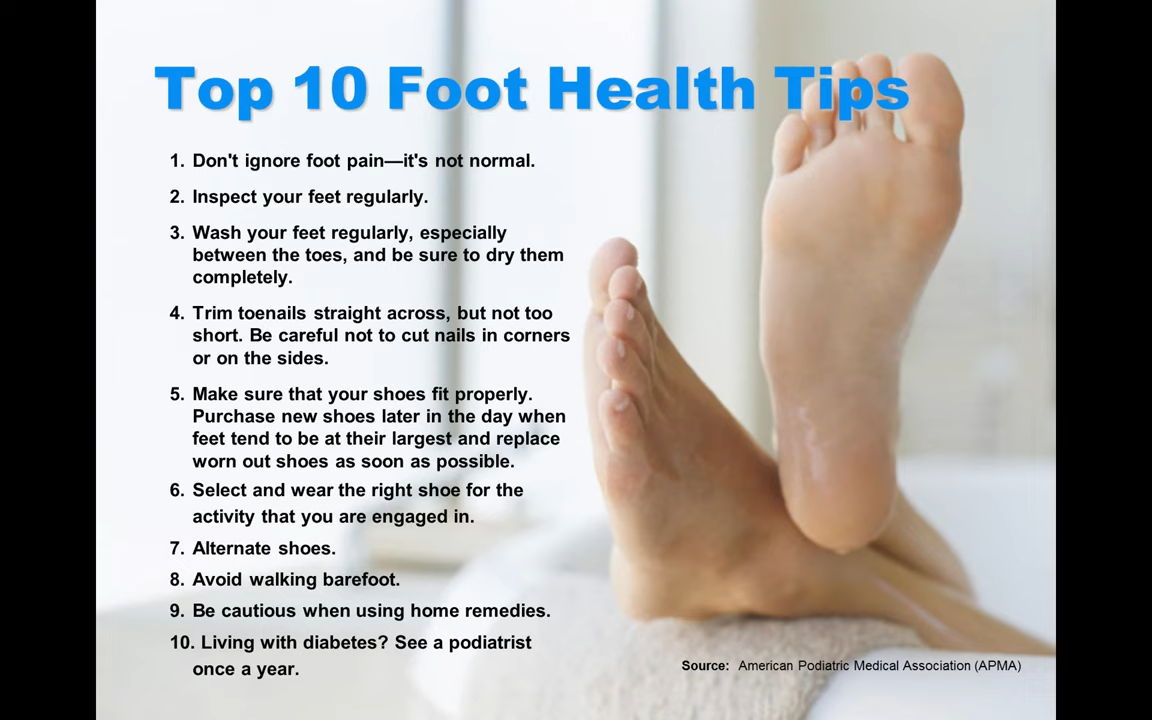 Top 10 Foot Health Tips
1. Don't ignore foot pain—it's not normal.
2. Inspect your feet regularly.
3. Wash your feet regularly, especially
between the toes, and be sure to dry them
completely.
4. Trim toenails straight across, but not too
short. Be careful not to cut nails in corners
or on the sides.
5. Make sure that your shoes fit properly.
Purchase new shoes later in the day when
feet tend to be at their largest and replace
worn out shoes as soon as possible.
6. Select and wear the right shoe for the
activity that you are engaged in.
7. Alternate shoes.
8. Avoid walking barefoot.
9. Be cautious when using home remedies.
10. Living with diabetes? See a podiatrist
once a year.
Source: American Podiatric Medical Association (APMA)